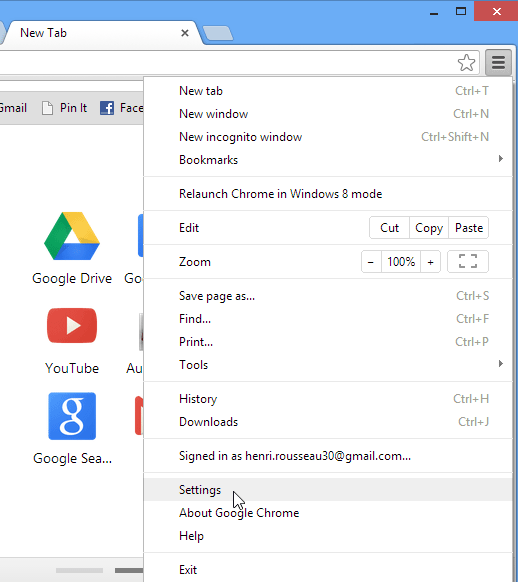 New Tab
Gmail Pin It Face
New tab Ctrl+T
New window Ctrl+N
New incognito window Ctrl+Shift+N
Bookmarks
Relaunch Chrome in Windows 8 mode
Edit Cut Copy Paste
Zoom − 100% +
Save page as... Ctrl+S
Find... Ctrl+F
Print... Ctrl+P
Tools
History Ctrl+H
Downloads Ctrl+J
Signed in as henri.rousseau30@gmail.com...
Settings
About Google Chrome
Help
Exit
Google Drive Goo
YouTube Au
Google Sea...